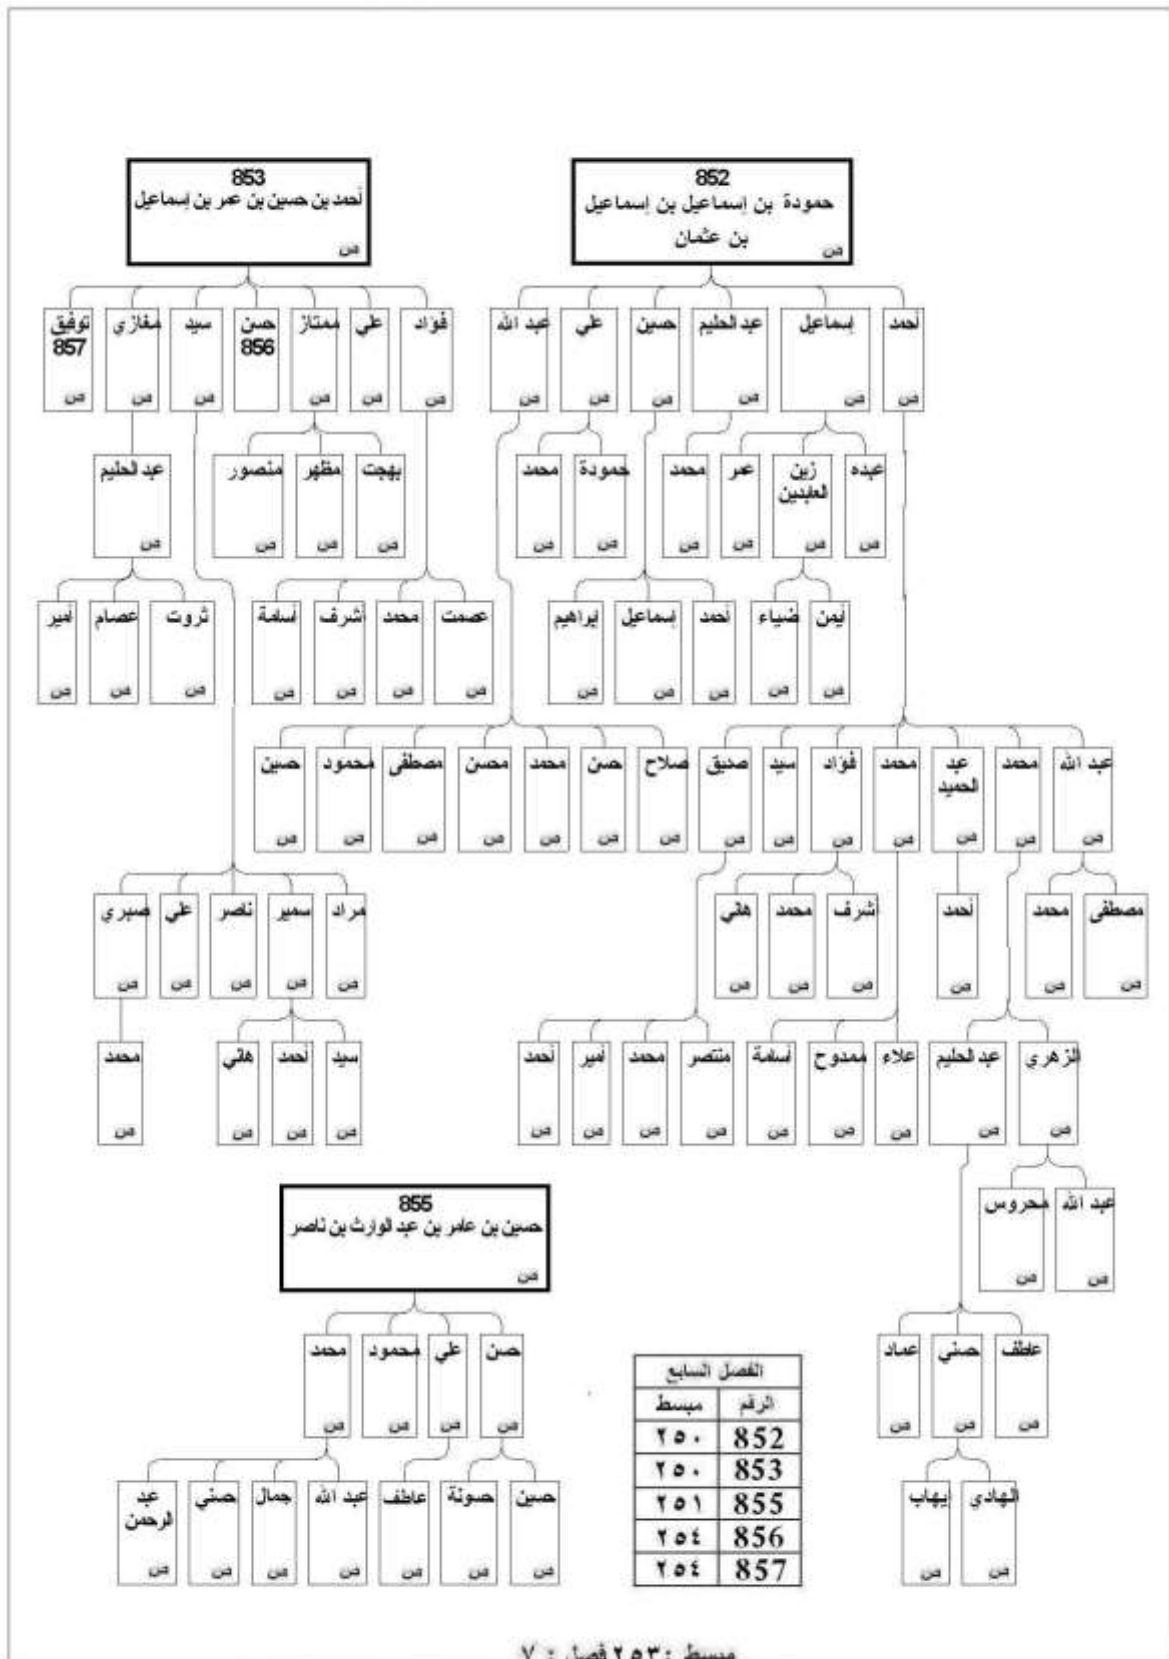 852
حمودة بن إسماعيل بن إسماعيل
بن عثمان
ص
853
أحمد بن حسين بن عمر بن إسماعيل
ص
أحمد ص
إسماعيل ص
عبد الحليم ص
حسين ص
علي ص
عبد الله ص
فؤاد ص
علي ص
ممتاز ص
حسن 856 ص
سيد ص
مغازي ص
توفيق 857 ص
عبده ص
زين العابدين ص
عمر ص
محمد ص
حمودة ص
محمد ص
بهجت ص
مظهر ص
منصور ص
عبد الحليم ص
أيمن ص
ضياء ص
أحمد ص
إسماعيل ص
إبراهيم ص
عصمت ص
محمد ص
أشرف ص
أسامة ص
ثروت ص
عصام ص
أمير ص
عبد الله ص
محمد ص
عبد الحميد ص
محمد ص
فؤاد ص
سيد ص
صديق ص
صلاح ص
حسن ص
محمد ص
محسن ص
مصطفى ص
محمود ص
حسين ص
مصطفى ص
محمد ص
أحمد ص
أشرف ص
محمد ص
هاني ص
مراد ص
سمير ص
ناصر ص
علي ص
صبري ص
الزهري ص
عبد الحليم ص
علاء ص
ممدوح ص
أسامة ص
منتصر ص
محمد ص
أمير ص
أحمد ص
سيد ص
أحمد ص
هاني ص
محمد ص
عبد الله ص
محروس ص
855
حسين بن عامر بن عبد الوارث بن ناصر
ص
عاطف ص
حسني ص
عماد ص
حسن ص
علي ص
محمود ص
محمد ص
الهادي ص
إيهاب ص
حسين ص
حسونة ص
عاطف ص
عبد الله ص
جمال ص
حسني ص
عبد الرحمن ص
الفصل السابع
الرقم مبسط
852 ٢٥٠
853 ٢٥٠
855 ٢٥١
856 ٢٥٤
857 ٢٥٤
مبسط : ٢٥٣ فصل : ٧